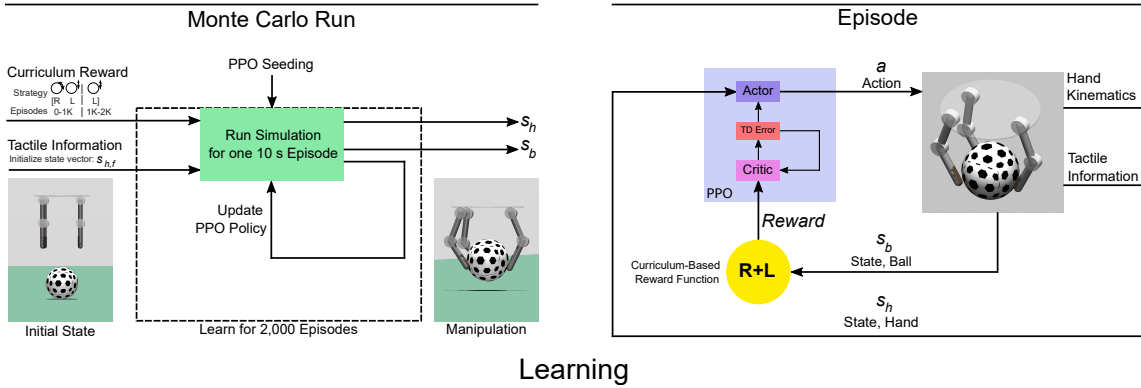 Monte Carlo Run
Curriculum Reward
Strategy
[R L | L]
Episodes 0-1K | 1K-2K
PPO Seeding
Run Simulation
for one 10 s Episode
Tactile Information
Initialize state vector: s_{h,f}
s_h
s_b
Update
PPO Policy
Initial State
Learn for 2,000 Episodes
Manipulation
Episode
Actor
TD Error
Critic
PPO
a
Action
Hand
Kinematics
Tactile
Information
Reward
Curriculum-Based
Reward Function
R+L
s_b
State, Ball
s_h
State, Hand
Learning